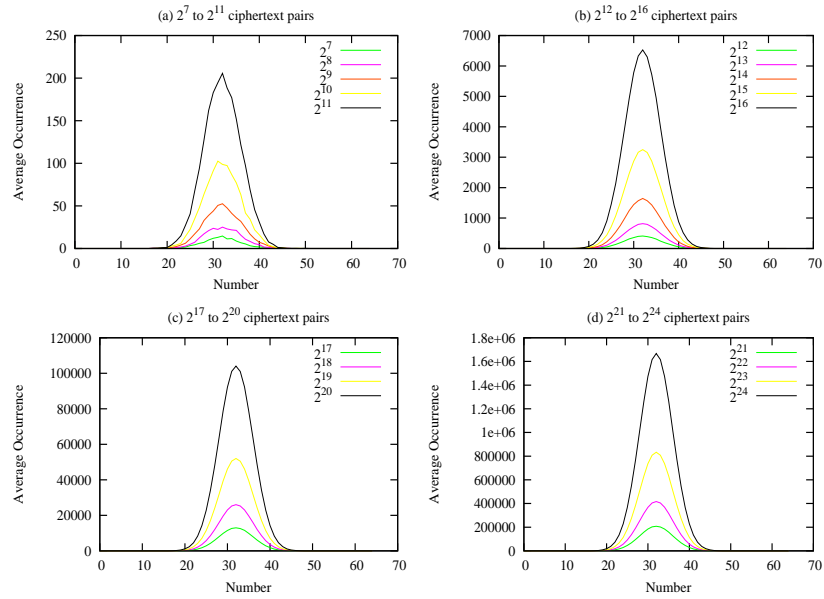 (a) 2^7 to 2^11 ciphertext pairs
250
200
150
100
50
0
0 10 20 30 40 50 60 70
Average Occurrence
Number
2^7
2^8
2^9
2^10
2^11
(b) 2^12 to 2^16 ciphertext pairs
7000
6000
5000
4000
3000
2000
1000
0
0 10 20 30 40 50 60 70
Average Occurrence
Number
2^12
2^13
2^14
2^15
2^16
(c) 2^17 to 2^20 ciphertext pairs
120000
100000
80000
60000
40000
20000
0
0 10 20 30 40 50 60 70
Average Occurrence
Number
2^17
2^18
2^19
2^20
(d) 2^21 to 2^24 ciphertext pairs
1.8e+06
1.6e+06
1.4e+06
1.2e+06
1e+06
800000
600000
400000
200000
0
0 10 20 30 40 50 60 70
Average Occurrence
Number
2^21
2^22
2^23
2^24